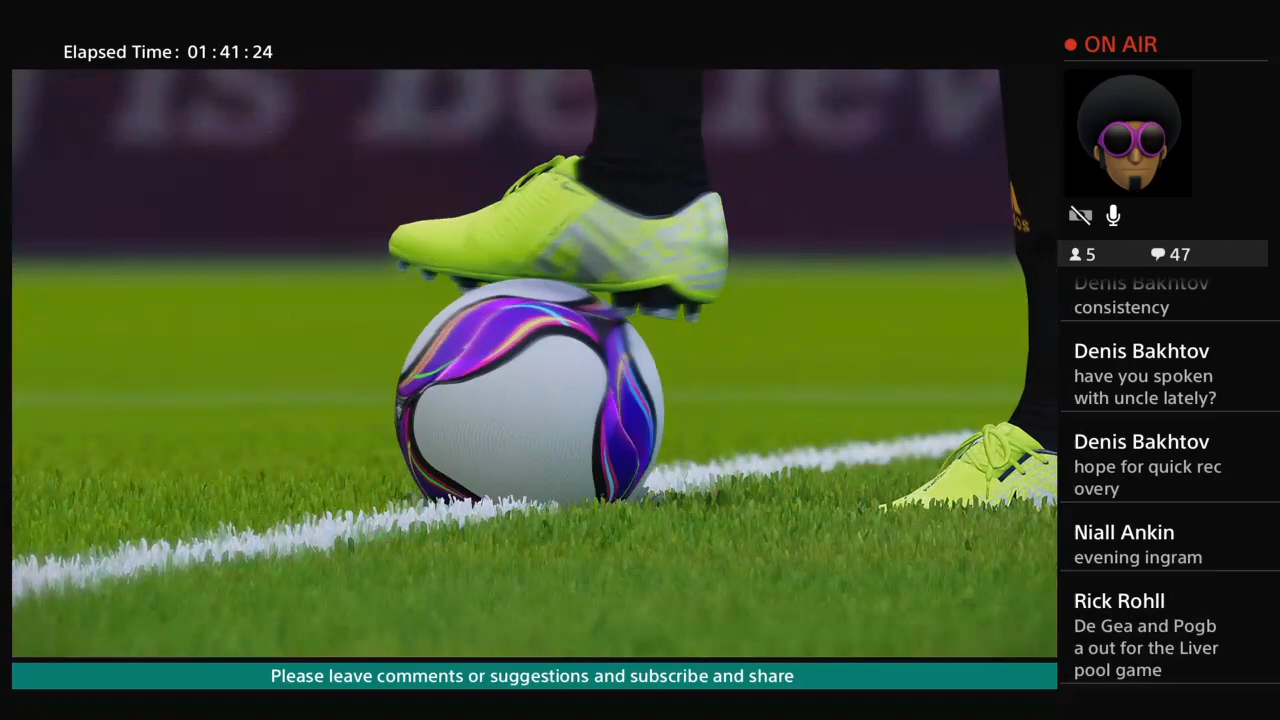 Elapsed Time: 01:41:24
ON AIR
is believ
5
47
Denis Bakhtov
consistency
Denis Bakhtov
have you spoken
with uncle lately?
Denis Bakhtov
hope for quick rec
overy
Niall Ankin
evening ingram
Rick Rohll
De Gea and Pogb
a out for the Liver
pool game
Please leave comments or suggestions and subscribe and share